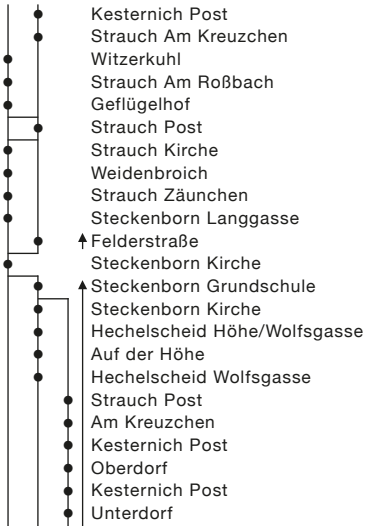 Kesternich Post
Strauch Am Kreuzchen
Witzerkuhl
Strauch Am Roßbach
Geflügelhof
Strauch Post
Strauch Kirche
Weidenbroich
Strauch Zäunchen
Steckenborn Langgasse
Felderstraße
Steckenborn Kirche
Steckenborn Grundschule
Steckenborn Kirche
Hechelscheid Höhe/Wolfsgasse
Auf der Höhe
Hechelscheid Wolfsgasse
Strauch Post
Am Kreuzchen
Kesternich Post
Oberdorf
Kesternich Post
Unterdorf